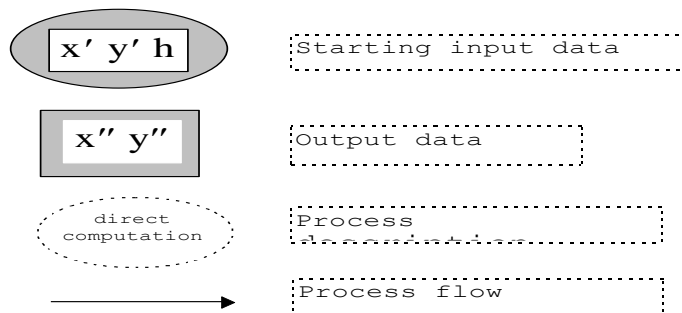 x′ y′ h
Starting input data
x″ y″
Output data
direct
computation
Process
Process flow